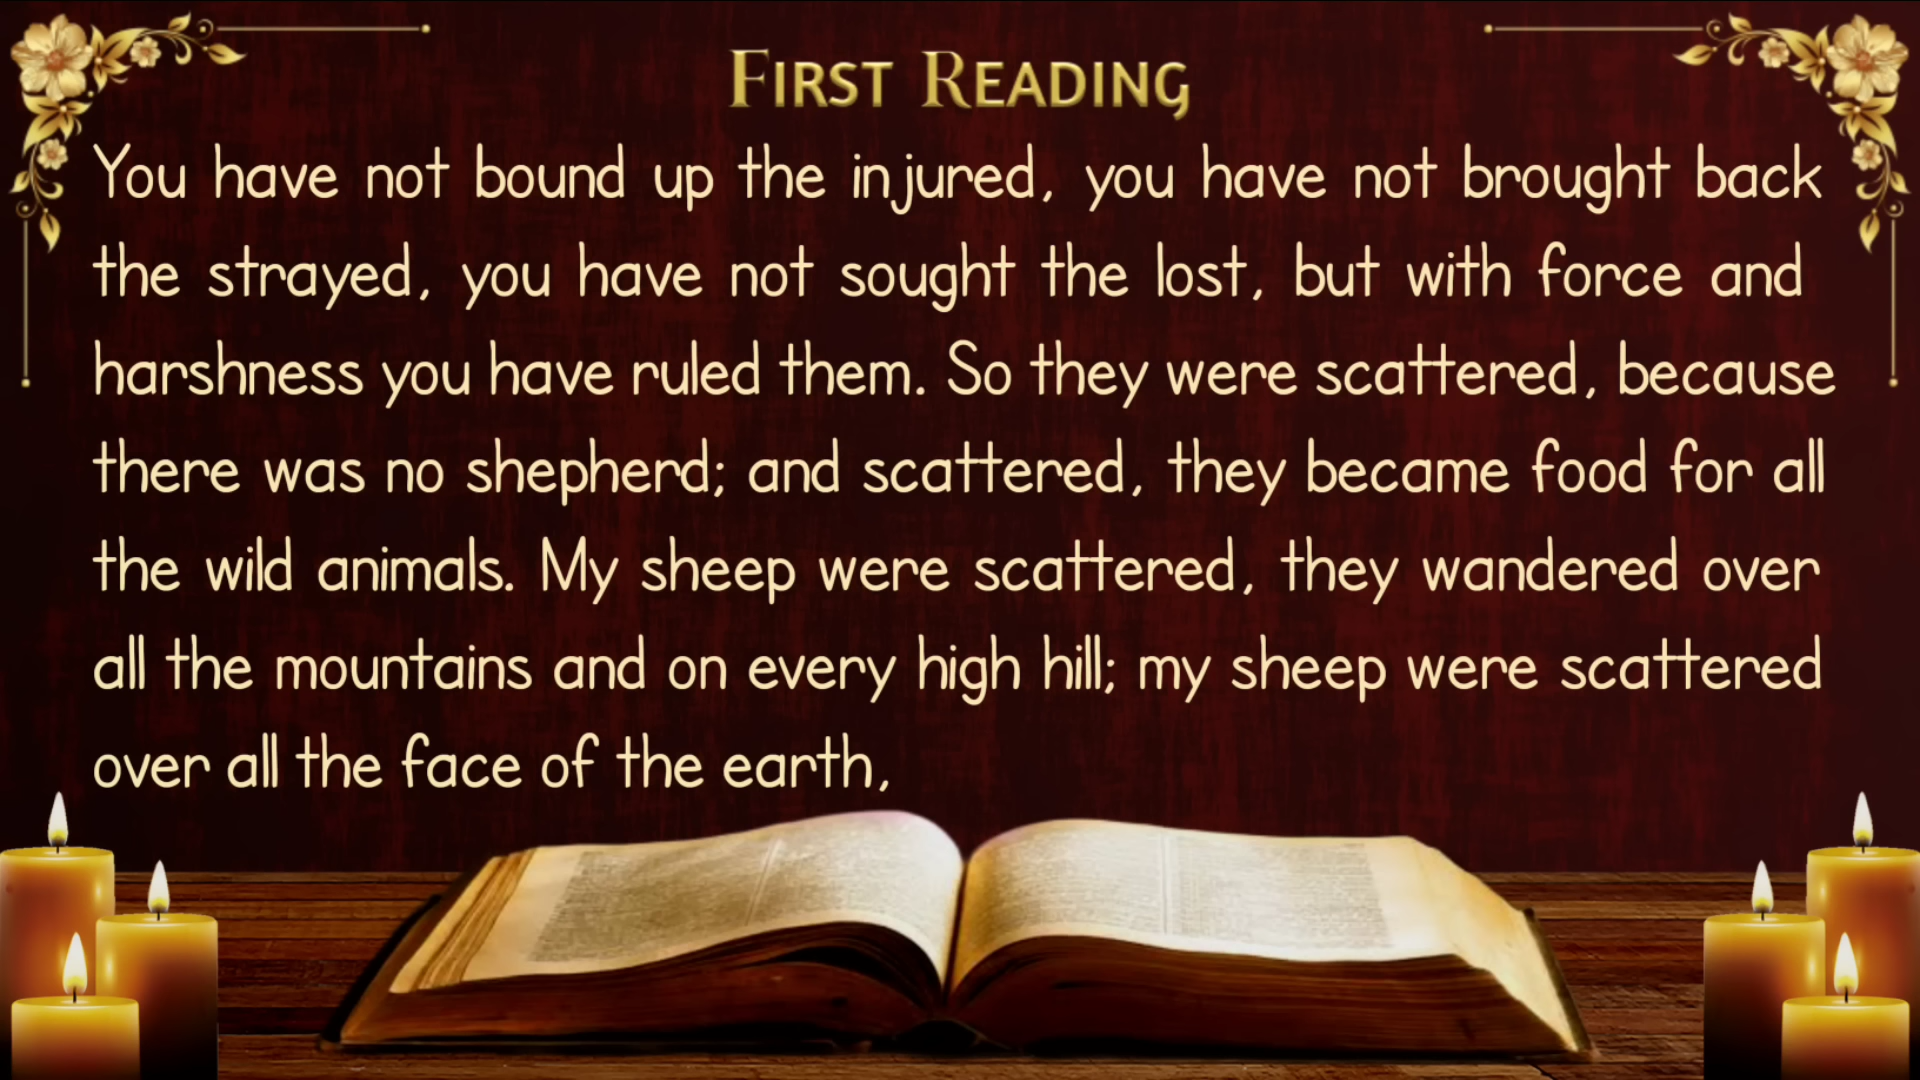 FIRST READING
You have not bound up the injured, you have not brought back
the strayed, you have not sought the lost, but with force and
harshness you have ruled them. So they were scattered, because
there was no shepherd; and scattered, they became food for all
the wild animals. My sheep were scattered, they wandered over
all the mountains and on every high hill; my sheep were scattered
over all the face of the earth,